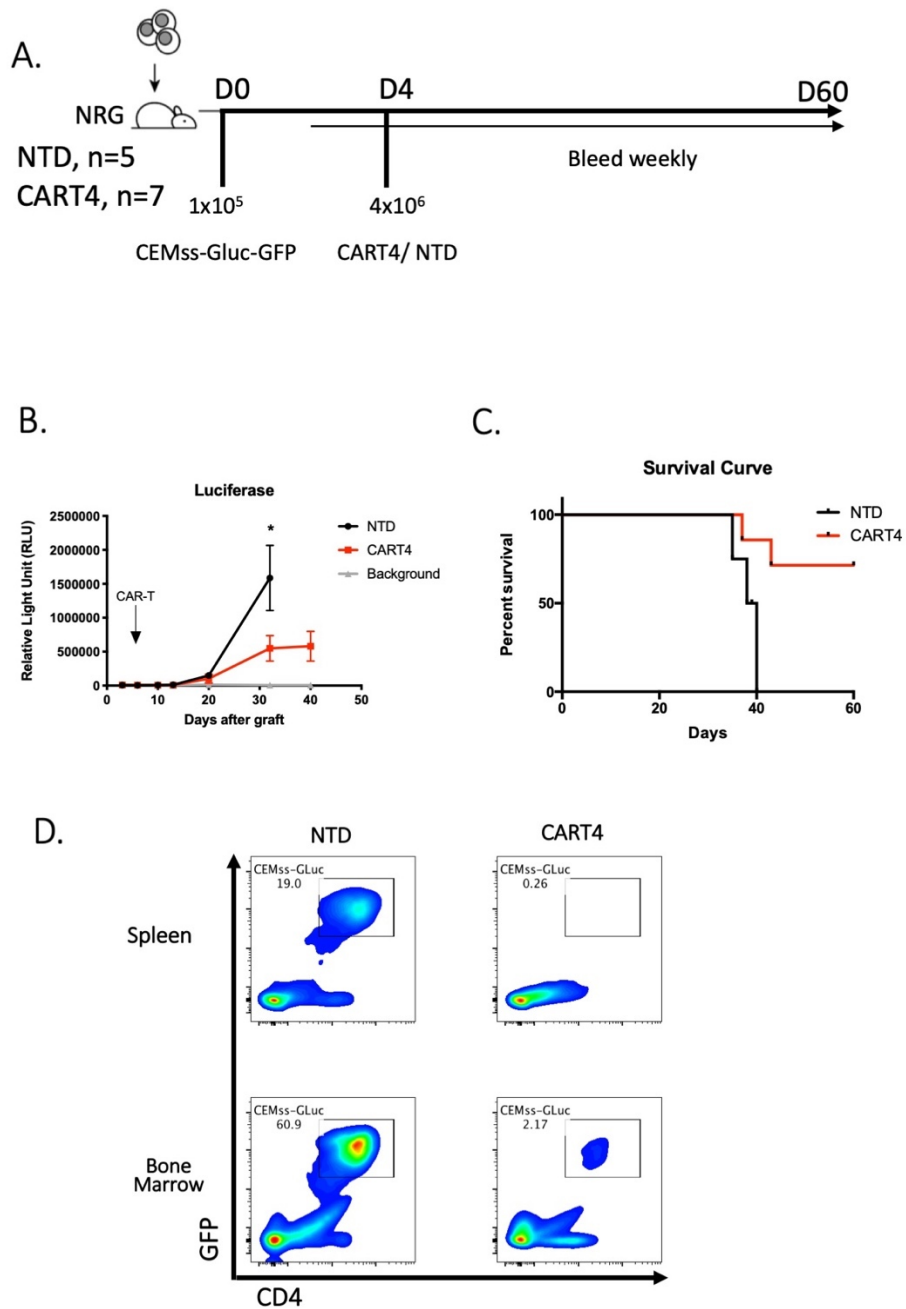 A.
NRG
NTD, n=5
CART4, n=7
D0
D4
D60
Bleed weekly
1x10⁵
4x10⁶
CEMss-Gluc-GFP
CART4/ NTD
B.
Luciferase
Relative Light Unit (RLU)
2500000
2000000
1500000
1000000
500000
0
CAR-T
*
NTD
CART4
Background
0 10 20 30 40 50
Days after graft
C.
Survival Curve
Percent survival
100
50
0
NTD
CART4
0 20 40 60
Days
D.
NTD
CART4
Spleen
CEMss-GLuc
19.0
CEMss-GLuc
0.26
Bone
Marrow
CEMss-GLuc
60.9
CEMss-GLuc
2.17
GFP
CD4